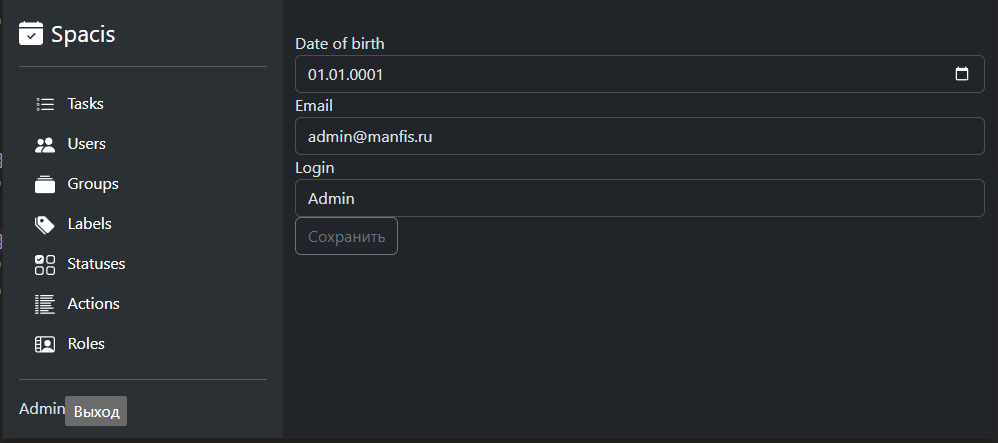 Spacis
Tasks
Users
Groups
Labels
Statuses
Actions
Roles
Admin Выход
Date of birth
01.01.0001
Email
admin@manfis.ru
Login
Admin
Сохранить